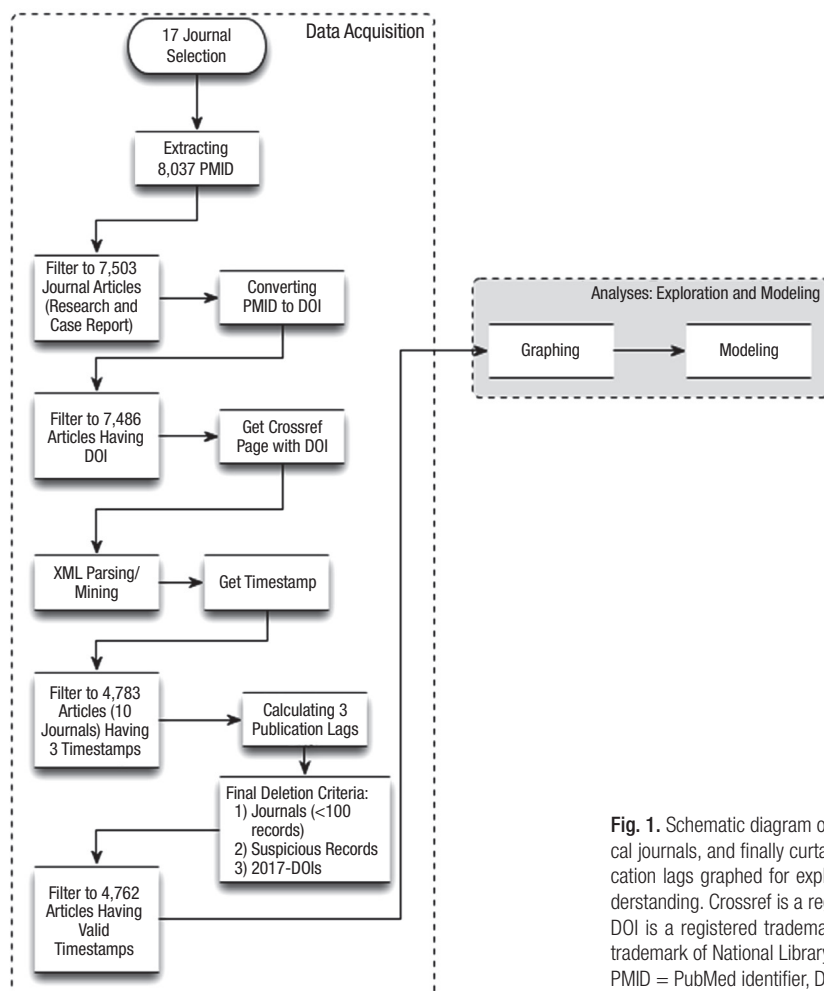 Data Acquisition
17 Journal
Selection
Extracting
8,037 PMID
Filter to 7,503
Journal Articles
(Research and
Case Report)
Converting
PMID to DOI
Filter to 7,486
Articles Having
DOI
Get Crossref
Page with DOI
XML Parsing/
Mining
Get Timestamp
Filter to 4,783
Articles (10
Journals) Having
3 Timestamps
Calculating 3
Publication Lags
Final Deletion Criteria:
1) Journals (<100
records)
2) Suspicious Records
3) 2017-DOIs
Filter to 4,762
Articles Having
Valid
Timestamps
Analyses: Exploration and Modeling
Graphing
Modeling
Fig. 1. Schematic diagram o
cal journals, and finally curta
cation lags graphed for expl
derstanding. Crossref is a re
DOI is a registered tradema
trademark of National Library
PMID = PubMed identifier, D